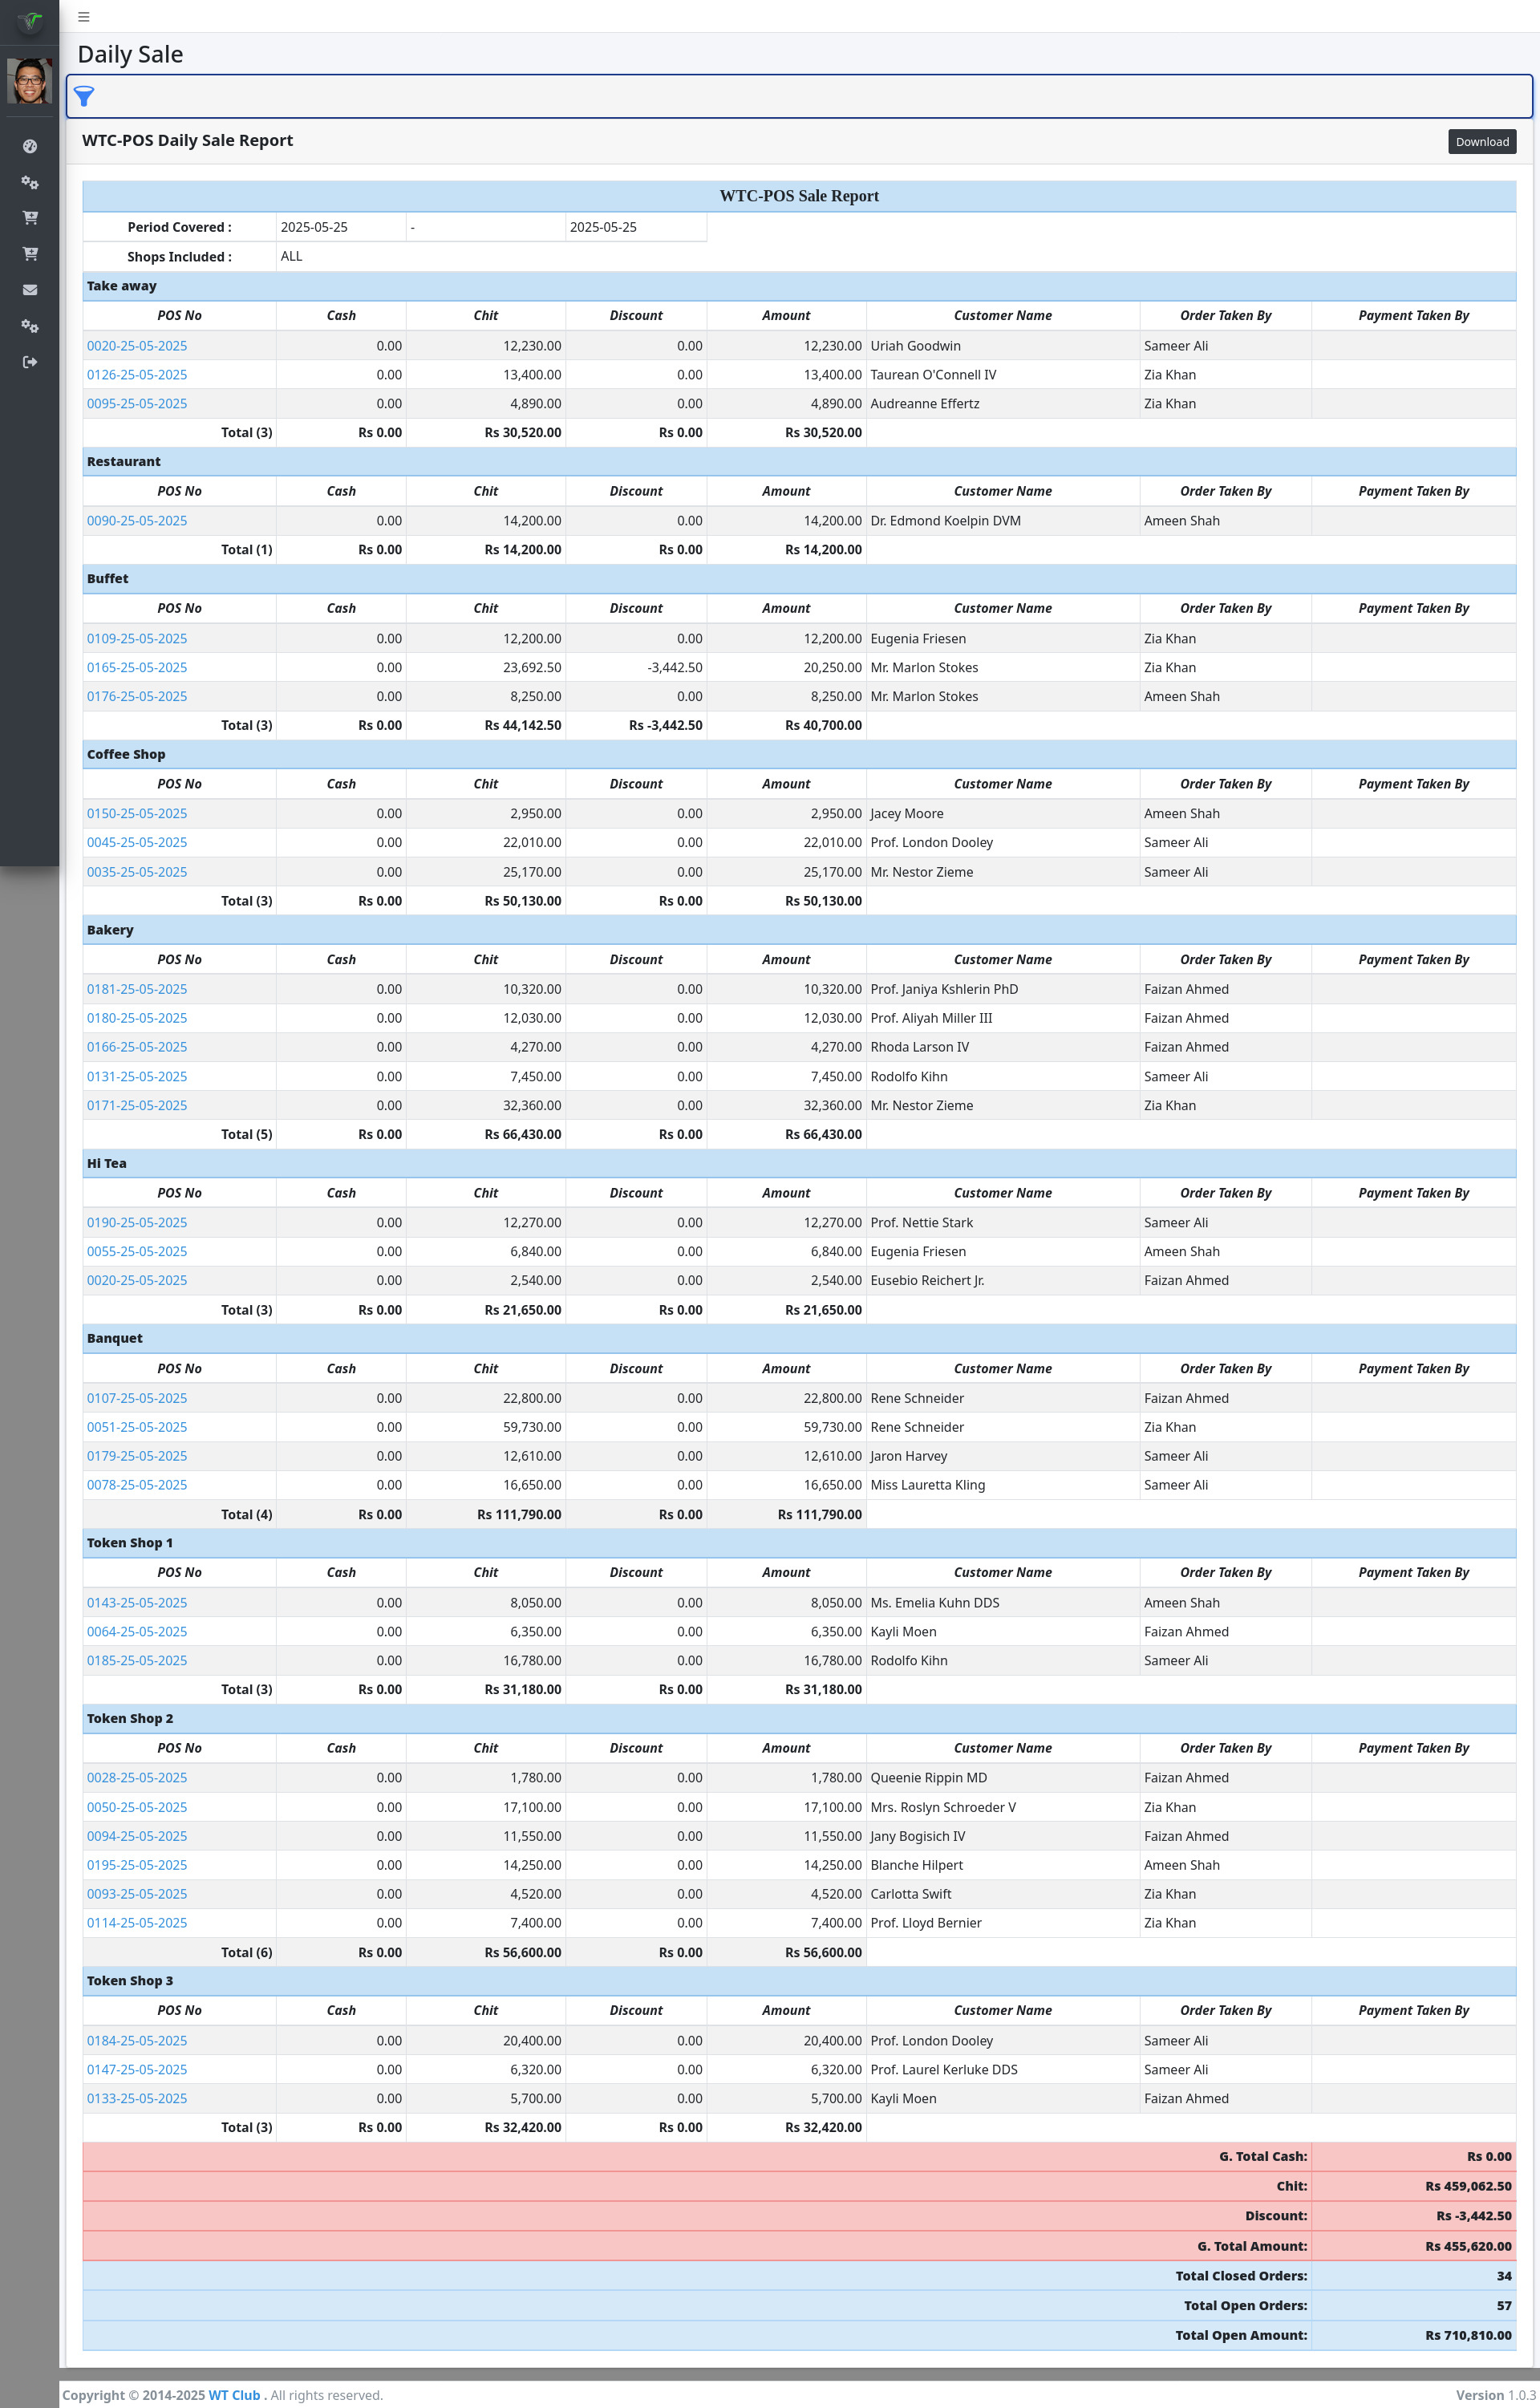 Daily Sale
WTC-POS Daily Sale Report Download
WTC-POS Sale Report
Period Covered : 2025-05-25 - 2025-05-25
Shops Included : ALL
Take away
POS No Cash Chit Discount Amount Customer Name Order Taken By Payment Taken By
0020-25-05-2025 0.00 12,230.00 0.00 12,230.00 Uriah Goodwin Sameer Ali
0126-25-05-2025 0.00 13,400.00 0.00 13,400.00 Taurean O'Connell IV Zia Khan
0095-25-05-2025 0.00 4,890.00 0.00 4,890.00 Audreanne Effertz Zia Khan
Total (3) Rs 0.00 Rs 30,520.00 Rs 0.00 Rs 30,520.00
Restaurant
POS No Cash Chit Discount Amount Customer Name Order Taken By Payment Taken By
0090-25-05-2025 0.00 14,200.00 0.00 14,200.00 Dr. Edmond Koelpin DVM Ameen Shah
Total (1) Rs 0.00 Rs 14,200.00 Rs 0.00 Rs 14,200.00
Buffet
POS No Cash Chit Discount Amount Customer Name Order Taken By Payment Taken By
0109-25-05-2025 0.00 12,200.00 0.00 12,200.00 Eugenia Friesen Zia Khan
0165-25-05-2025 0.00 23,692.50 -3,442.50 20,250.00 Mr. Marlon Stokes Zia Khan
0176-25-05-2025 0.00 8,250.00 0.00 8,250.00 Mr. Marlon Stokes Ameen Shah
Total (3) Rs 0.00 Rs 44,142.50 Rs -3,442.50 Rs 40,700.00
Coffee Shop
POS No Cash Chit Discount Amount Customer Name Order Taken By Payment Taken By
0150-25-05-2025 0.00 2,950.00 0.00 2,950.00 Jacey Moore Ameen Shah
0045-25-05-2025 0.00 22,010.00 0.00 22,010.00 Prof. London Dooley Sameer Ali
0035-25-05-2025 0.00 25,170.00 0.00 25,170.00 Mr. Nestor Zieme Sameer Ali
Total (3) Rs 0.00 Rs 50,130.00 Rs 0.00 Rs 50,130.00
Bakery
POS No Cash Chit Discount Amount Customer Name Order Taken By Payment Taken By
0181-25-05-2025 0.00 10,320.00 0.00 10,320.00 Prof. Janiya Kshlerin PhD Faizan Ahmed
0180-25-05-2025 0.00 12,030.00 0.00 12,030.00 Prof. Aliyah Miller III Faizan Ahmed
0166-25-05-2025 0.00 4,270.00 0.00 4,270.00 Rhoda Larson IV Faizan Ahmed
0131-25-05-2025 0.00 7,450.00 0.00 7,450.00 Rodolfo Kihn Sameer Ali
0171-25-05-2025 0.00 32,360.00 0.00 32,360.00 Mr. Nestor Zieme Zia Khan
Total (5) Rs 0.00 Rs 66,430.00 Rs 0.00 Rs 66,430.00
Hi Tea
POS No Cash Chit Discount Amount Customer Name Order Taken By Payment Taken By
0190-25-05-2025 0.00 12,270.00 0.00 12,270.00 Prof. Nettie Stark Sameer Ali
0055-25-05-2025 0.00 6,840.00 0.00 6,840.00 Eugenia Friesen Ameen Shah
0020-25-05-2025 0.00 2,540.00 0.00 2,540.00 Eusebio Reichert Jr. Faizan Ahmed
Total (3) Rs 0.00 Rs 21,650.00 Rs 0.00 Rs 21,650.00
Banquet
POS No Cash Chit Discount Amount Customer Name Order Taken By Payment Taken By
0107-25-05-2025 0.00 22,800.00 0.00 22,800.00 Rene Schneider Faizan Ahmed
0051-25-05-2025 0.00 59,730.00 0.00 59,730.00 Rene Schneider Zia Khan
0179-25-05-2025 0.00 12,610.00 0.00 12,610.00 Jaron Harvey Sameer Ali
0078-25-05-2025 0.00 16,650.00 0.00 16,650.00 Miss Lauretta Kling Sameer Ali
Total (4) Rs 0.00 Rs 111,790.00 Rs 0.00 Rs 111,790.00
Token Shop 1
POS No Cash Chit Discount Amount Customer Name Order Taken By Payment Taken By
0143-25-05-2025 0.00 8,050.00 0.00 8,050.00 Ms. Emelia Kuhn DDS Ameen Shah
0064-25-05-2025 0.00 6,350.00 0.00 6,350.00 Kayli Moen Faizan Ahmed
0185-25-05-2025 0.00 16,780.00 0.00 16,780.00 Rodolfo Kihn Sameer Ali
Total (3) Rs 0.00 Rs 31,180.00 Rs 0.00 Rs 31,180.00
Token Shop 2
POS No Cash Chit Discount Amount Customer Name Order Taken By Payment Taken By
0028-25-05-2025 0.00 1,780.00 0.00 1,780.00 Queenie Rippin MD Faizan Ahmed
0050-25-05-2025 0.00 17,100.00 0.00 17,100.00 Mrs. Roslyn Schroeder V Zia Khan
0094-25-05-2025 0.00 11,550.00 0.00 11,550.00 Jany Bogisich IV Faizan Ahmed
0195-25-05-2025 0.00 14,250.00 0.00 14,250.00 Blanche Hilpert Ameen Shah
0093-25-05-2025 0.00 4,520.00 0.00 4,520.00 Carlotta Swift Zia Khan
0114-25-05-2025 0.00 7,400.00 0.00 7,400.00 Prof. Lloyd Bernier Zia Khan
Total (6) Rs 0.00 Rs 56,600.00 Rs 0.00 Rs 56,600.00
Token Shop 3
POS No Cash Chit Discount Amount Customer Name Order Taken By Payment Taken By
0184-25-05-2025 0.00 20,400.00 0.00 20,400.00 Prof. London Dooley Sameer Ali
0147-25-05-2025 0.00 6,320.00 0.00 6,320.00 Prof. Laurel Kerluke DDS Sameer Ali
0133-25-05-2025 0.00 5,700.00 0.00 5,700.00 Kayli Moen Faizan Ahmed
Total (3) Rs 0.00 Rs 32,420.00 Rs 0.00 Rs 32,420.00
G. Total Cash: Rs 0.00
Chit: Rs 459,062.50
Discount: Rs -3,442.50
G. Total Amount: Rs 455,620.00
Total Closed Orders: 34
Total Open Orders: 57
Total Open Amount: Rs 710,810.00
Copyright © 2014-2025 WT Club . All rights reserved. Version 1.0.3